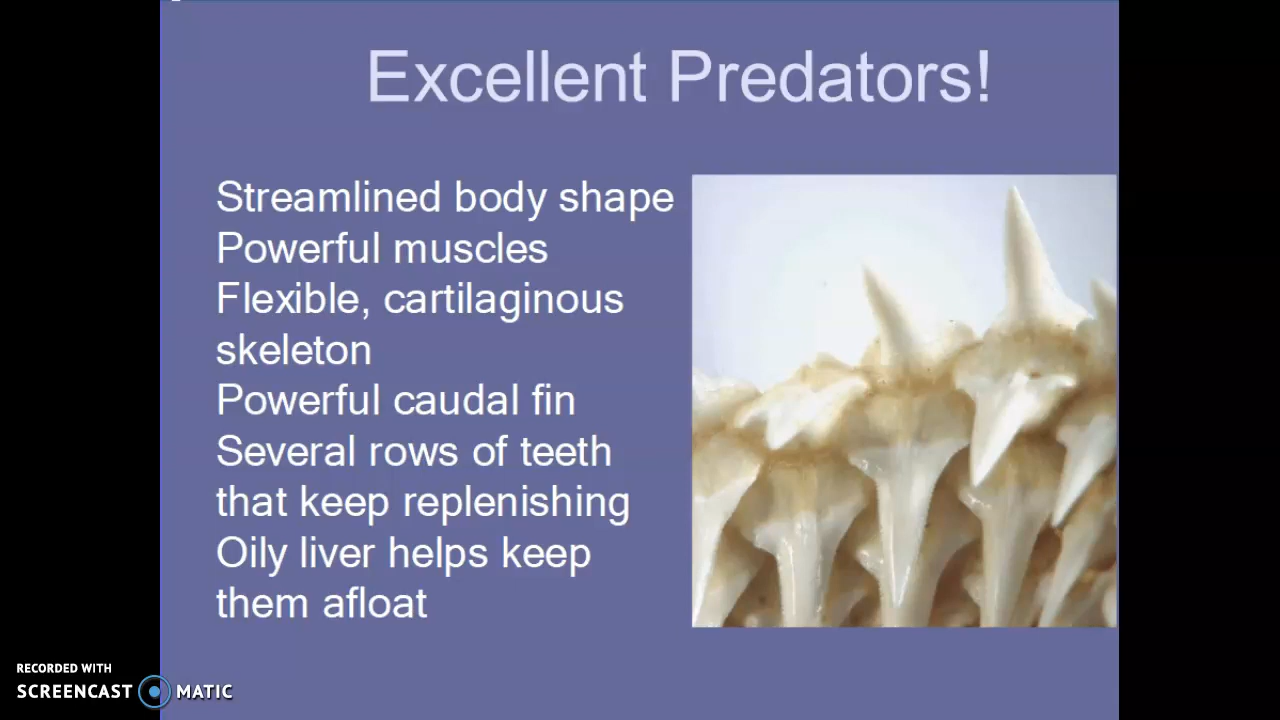 Excellent Predators!
Streamlined body shape
Powerful muscles
Flexible, cartilaginous
skeleton
Powerful caudal fin
Several rows of teeth
that keep replenishing
Oily liver helps keep
them afloat
RECORDED WITH
SCREENCAST MATIC